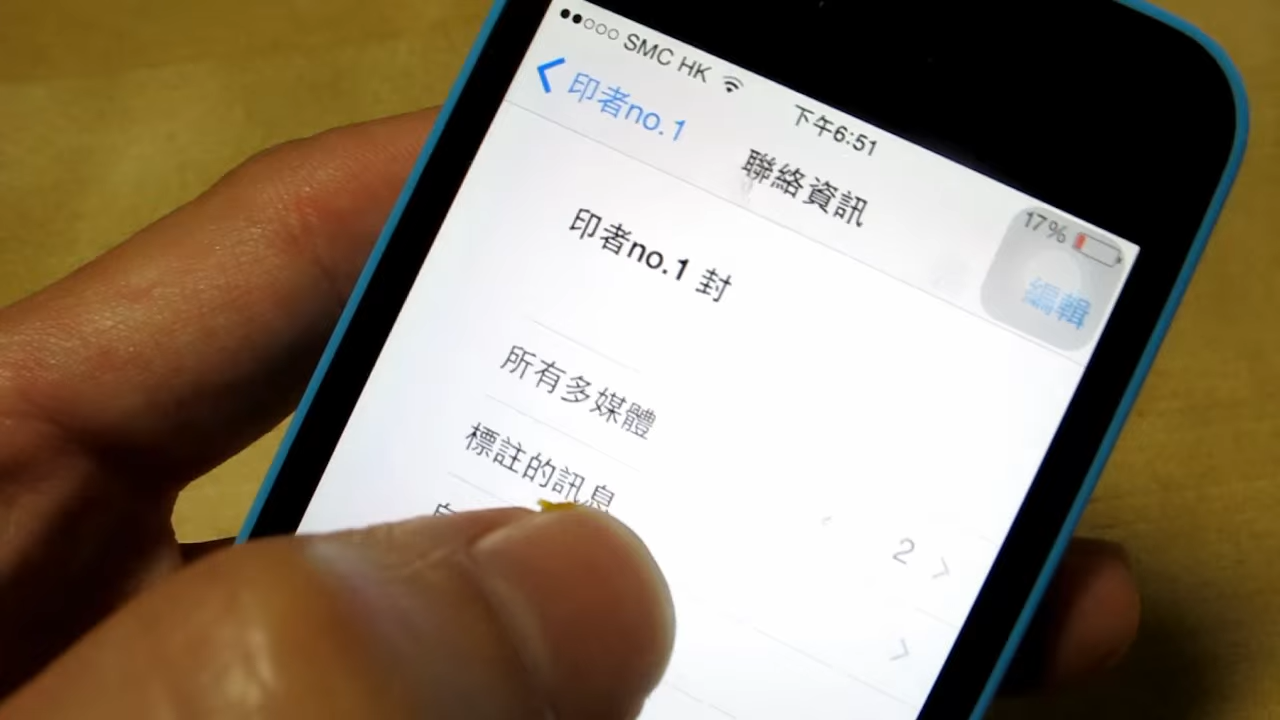 SMC HK 下午6:51 17%
印者no.1 聯絡資訊 編輯
印者no.1 封
所有多媒體
2
標註的訊息